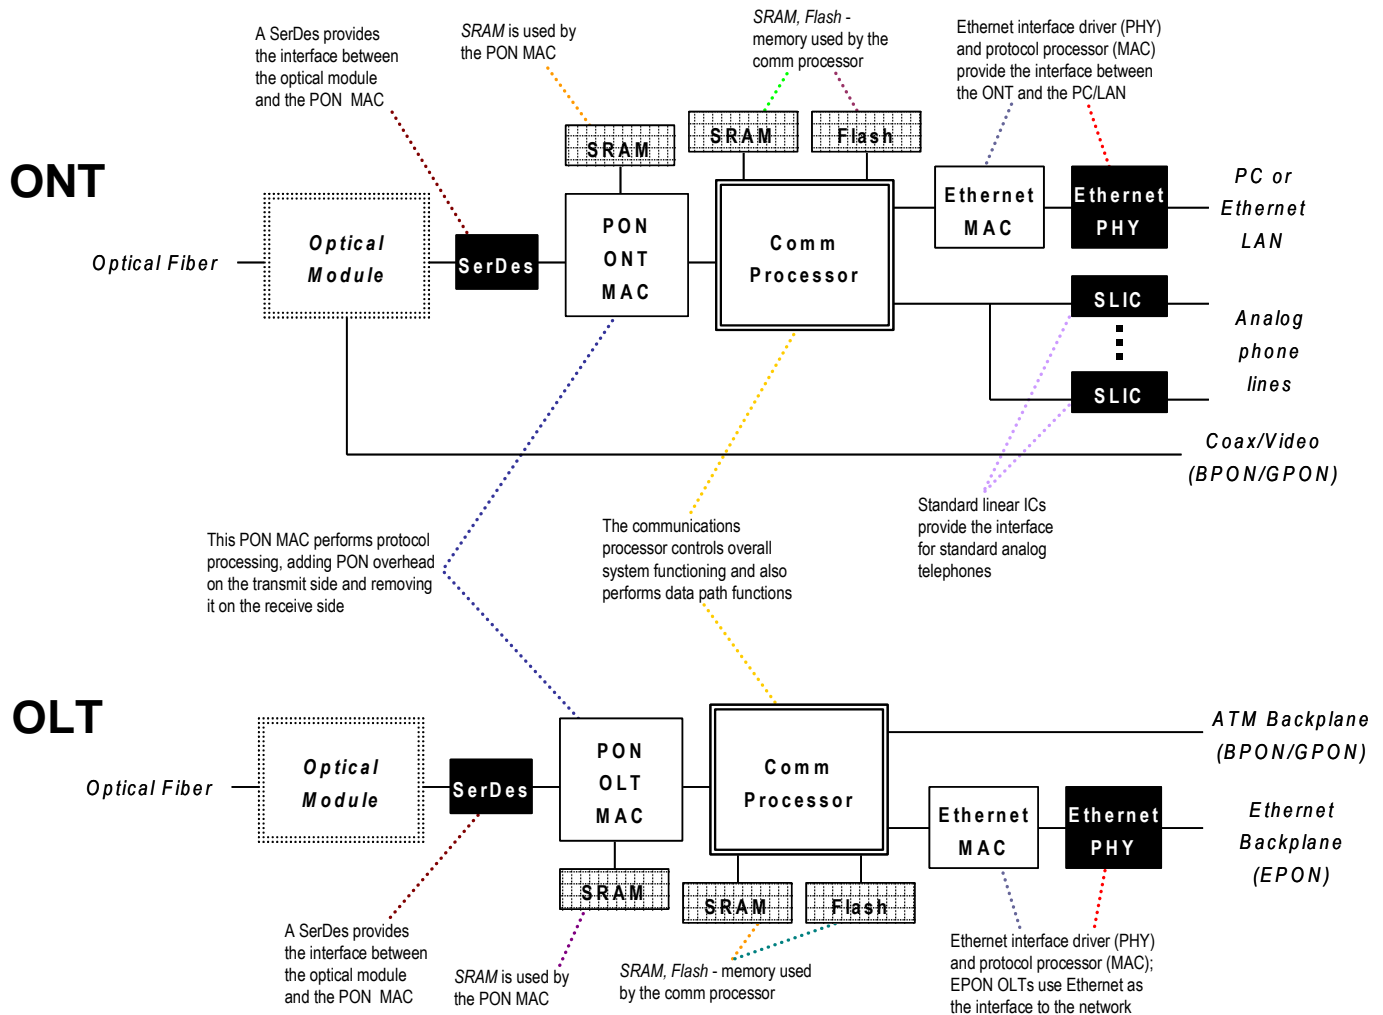 A SerDes provides
the interface between
the optical module
and the PON MAC
SRAM is used by
the PON MAC
SRAM, Flash -
memory used by the
comm processor
Ethernet interface driver (PHY)
and protocol processor (MAC)
provide the interface between
the ONT and the PC/LAN
ONT
SRAM
SRAM
Flash
Optical Fiber
Optical
Module
SerDes
PON
ONT
MAC
Comm
Processor
Ethernet
MAC
Ethernet
PHY
PC or
Ethernet
LAN
SLIC
SLIC
Analog
phone
lines
Coax/Video
(BPON/GPON)
This PON MAC performs protocol
processing, adding PON overhead
on the transmit side and removing
it on the receive side
The communications
processor controls overall
system functioning and also
performs data path functions
Standard linear ICs
provide the interface
for standard analog
telephones
OLT
Optical Fiber
Optical
Module
SerDes
PON
OLT
MAC
Comm
Processor
ATM Backplane
(BPON/GPON)
Ethernet
MAC
Ethernet
PHY
Ethernet
Backplane
(EPON)
SRAM
SRAM
Flash
A SerDes provides
the interface between
the optical module
and the PON MAC
SRAM is used by
the PON MAC
SRAM, Flash - memory used
by the comm processor
Ethernet interface driver (PHY)
and protocol processor (MAC);
EPON OLTs use Ethernet as
the interface to the network